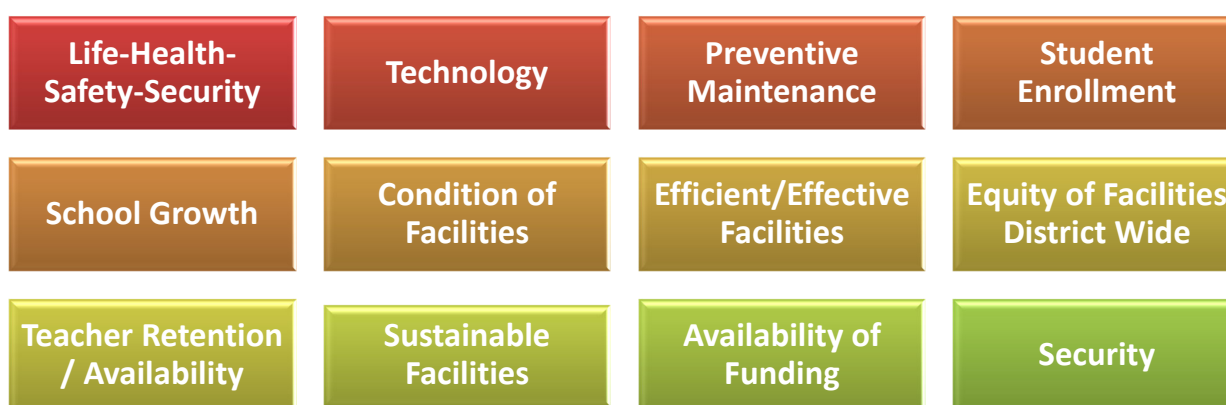 Life-Health-
Safety-Security
Technology
Preventive
Maintenance
Student
Enrollment
School Growth
Condition of
Facilities
Efficient/Effective
Facilities
Equity of Facilities
District Wide
Teacher Retention
/ Availability
Sustainable
Facilities
Availability of
Funding
Security